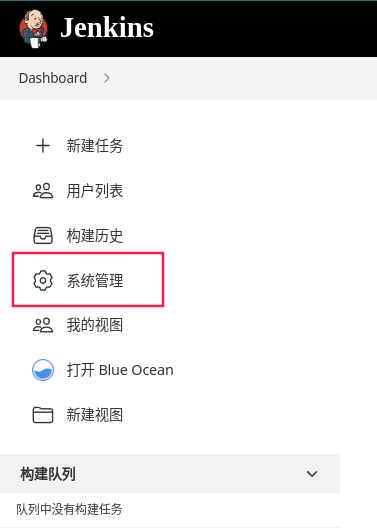 Jenkins
Dashboard
新建任务
用户列表
构建历史
系统管理
我的视图
打开 Blue Ocean
新建视图
构建队列
队列中没有构建任务